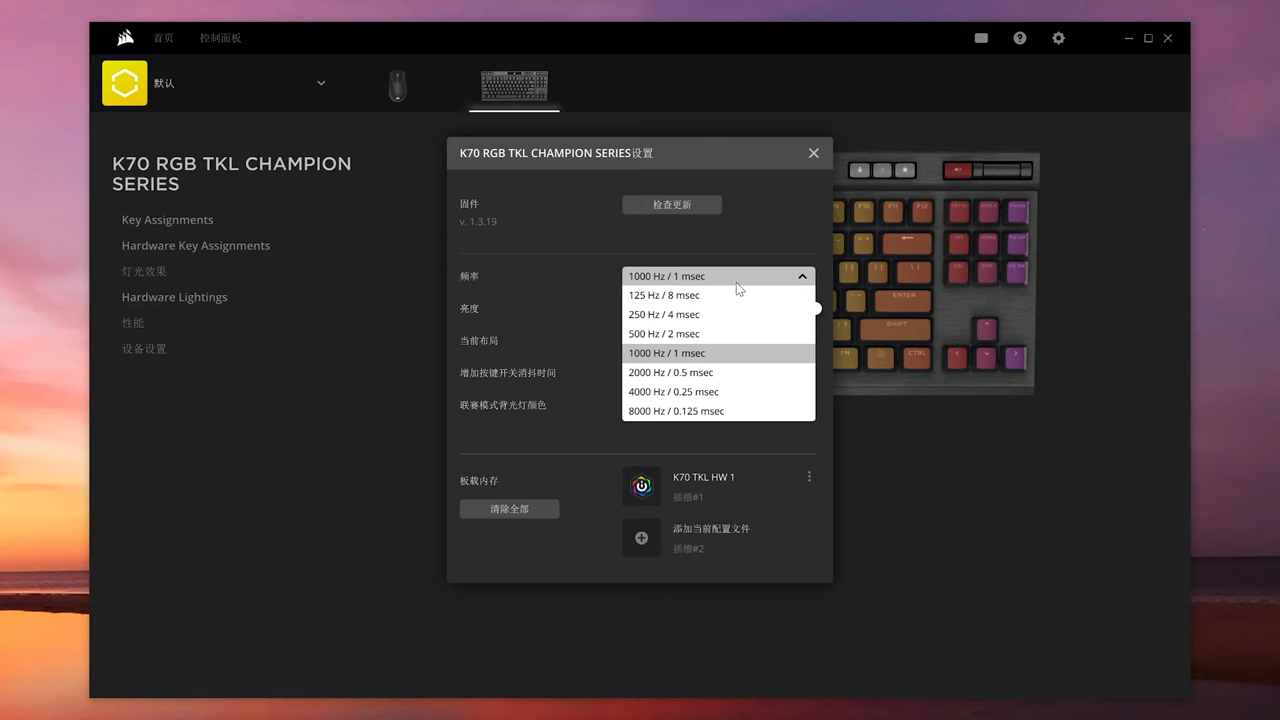 首页 控制面板
默认
K70 RGB TKL CHAMPION
SERIES
Key Assignments
Hardware Key Assignments
灯光效果
Hardware Lightings
性能
设备设置
K70 RGB TKL CHAMPION SERIES设置
固件
检查更新
v. 1.3.19
频率
1000 Hz / 1 msec
125 Hz / 8 msec
250 Hz / 4 msec
500 Hz / 2 msec
1000 Hz / 1 msec
2000 Hz / 0.5 msec
4000 Hz / 0.25 msec
8000 Hz / 0.125 msec
亮度
当前布局
增加按键开关消抖时间
联赛模式背光灯颜色
板载内存
清除全部
K70 TKL HW 1
插槽#1
添加当前配置文件
插槽#2
F10 F11 F12
ENTER
SHIFT
FN
CTRL